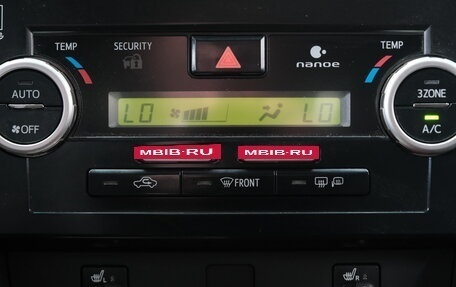 TEMP SECURITY nanoe TEMP
AUTO LO LO 3ZONE
OFF A/C
MBIB-RU MBIB-RU
FRONT
L R